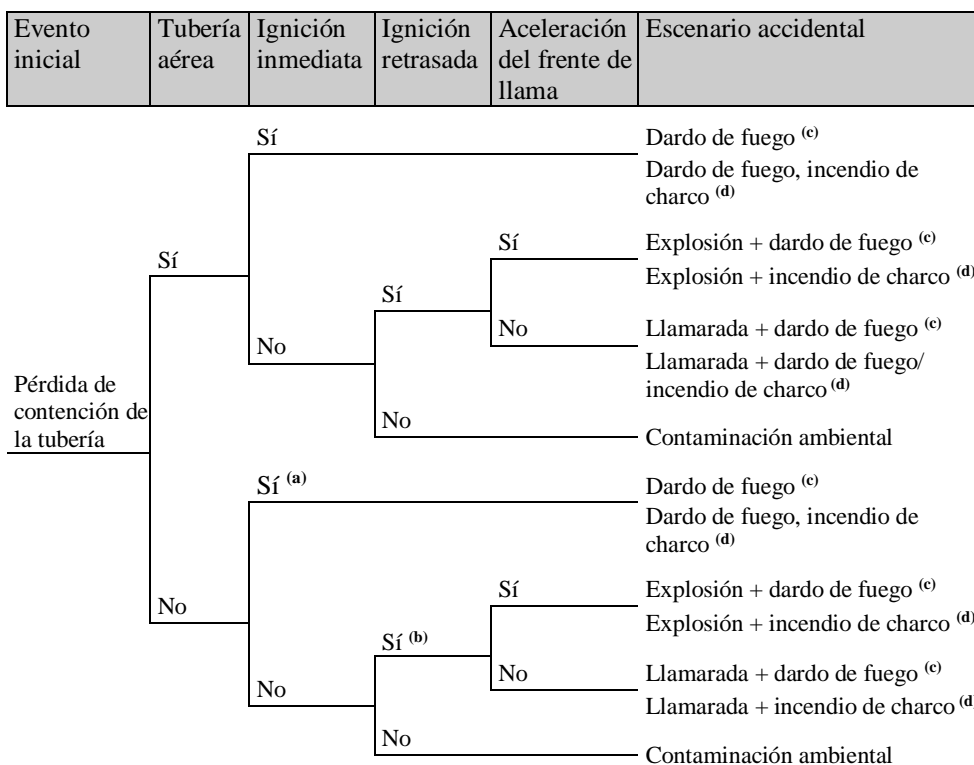 Evento inicial
Tubería aérea
Ignición inmediata
Ignición retrasada
Aceleración del frente de llama
Escenario accidental
Sí
Dardo de fuego (c)
Dardo de fuego, incendio de
charco (d)
Sí
Explosión + dardo de fuego (c)
Sí
Explosión + incendio de charco (d)
Sí
No
Llamarada + dardo de fuego (c)
No
Llamarada + dardo de fuego/
incendio de charco (d)
Pérdida de
contención de
la tubería
No
Contaminación ambiental
Sí (a)
Dardo de fuego (c)
Dardo de fuego, incendio de
charco (d)
Sí
Explosión + dardo de fuego (c)
No
Explosión + incendio de charco (d)
Sí (b)
No
Llamarada + dardo de fuego (c)
No
Llamarada + incendio de charco (d)
No
Contaminación ambiental